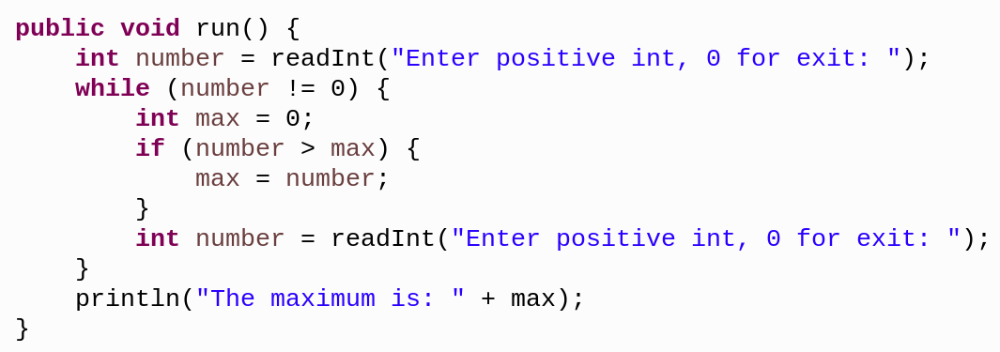 public void run() {
    int number = readInt("Enter positive int, 0 for exit: ");
    while (number != 0) {
        int max = 0;
        if (number > max) {
            max = number;
        }
        int number = readInt("Enter positive int, 0 for exit: ");
    }
    println("The maximum is: " + max);
}